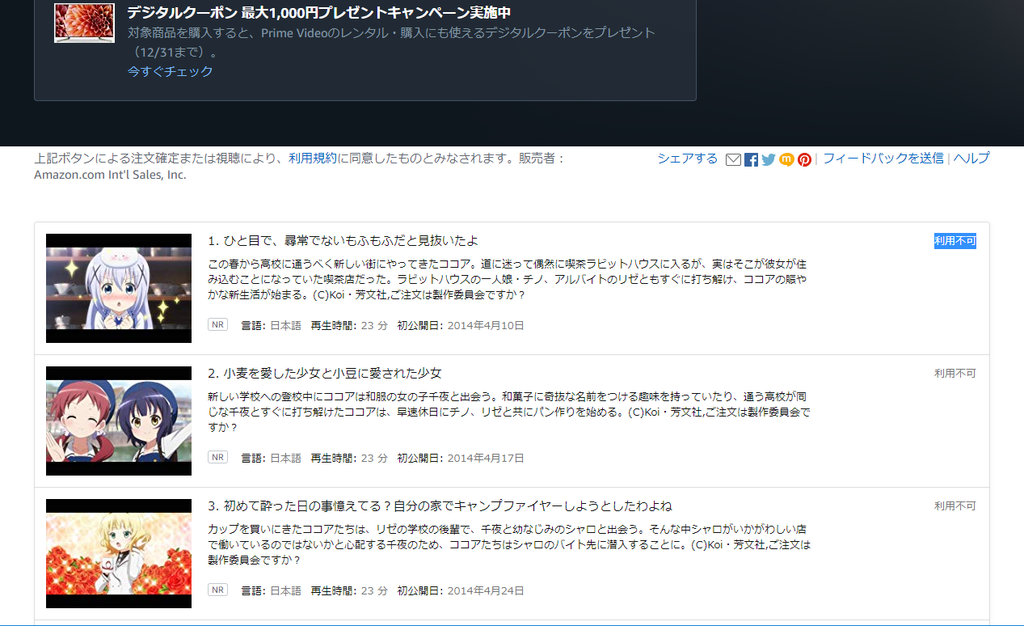 デジタルクーポン 最大1,000円プレゼントキャンペーン実施中
対象商品を購入すると、Prime Videoのレンタル・購入にも使えるデジタルクーポンをプレゼント
（12/31まで）。
今すぐチェック
上記ボタンによる注文確定または視聴により、利用規約に同意したものとみなされます。販売者：
Amazon.com Int'l Sales, Inc.
シェアする | フィードバックを送信 | ヘルプ
1. ひと目で、尋常でないもふもふだと見抜いたよ
利用不可
この春から高校に通うべく新しい街にやってきたココア。道に迷って偶然に喫茶ラビットハウスに入るが、実はそこが彼女が住
み込むことになっていた喫茶店だった。ラビットハウスの一人娘・チノ、アルバイトのリゼともすぐに打ち解け、ココアの賑や
かな新生活が始まる。(C)Koi・芳文社,ご注文は製作委員会ですか？
NR 言語: 日本語 再生時間: 23 分 初公開日: 2014年4月10日
2. 小麦を愛した少女と小豆に愛された少女
利用不可
新しい学校への登校中にココアは和服の女の子千夜と出会う。和菓子に奇抜な名前をつける趣味を持っていたり、通う高校が同
じな千夜とすぐに打ち解けたココアは、早速休日にチノ、リゼと共にパン作りを始める。(C)Koi・芳文社,ご注文は製作委員会で
すか？
NR 言語: 日本語 再生時間: 23 分 初公開日: 2014年4月17日
3. 初めて酔った日の事憶えてる？自分の家でキャンプファイヤーしようとしたわよね
利用不可
カップを買いにきたココアたちは、リゼの学校の後輩で、千夜と幼なじみのシャロと出会う。そんな中シャロがいかがわしい店
で働いているのではないかと心配する千夜のため、ココアたちはシャロのバイト先に潜入することに。(C)Koi・芳文社,ご注文は
製作委員会ですか？
NR 言語: 日本語 再生時間: 23 分 初公開日: 2014年4月24日